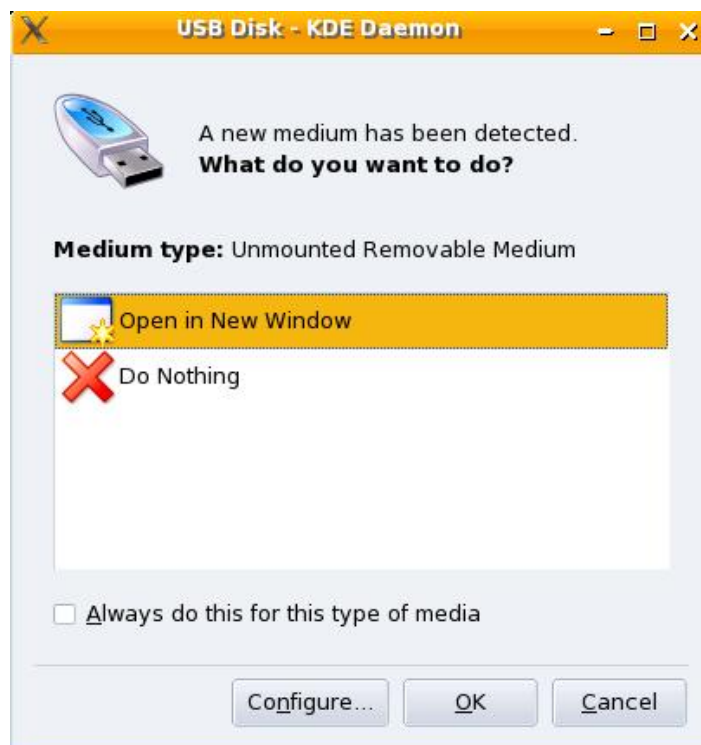 USB Disk - KDE Daemon
A new medium has been detected.
What do you want to do?
Medium type: Unmounted Removable Medium
Open in New Window
Do Nothing
Always do this for this type of media
Configure... OK Cancel